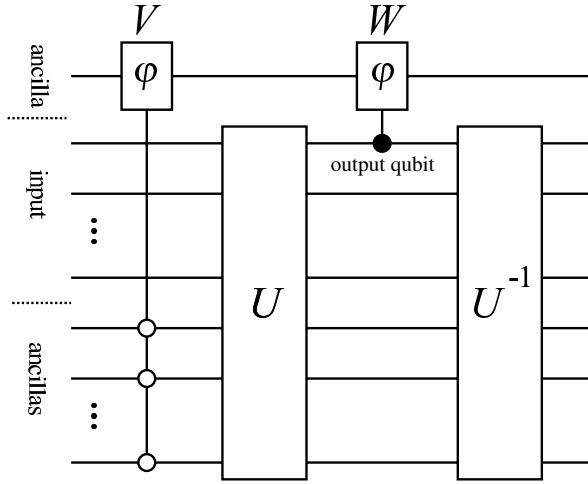 V
W
φ
φ
ancilla
input
ancillas
output qubit
U
U⁻¹